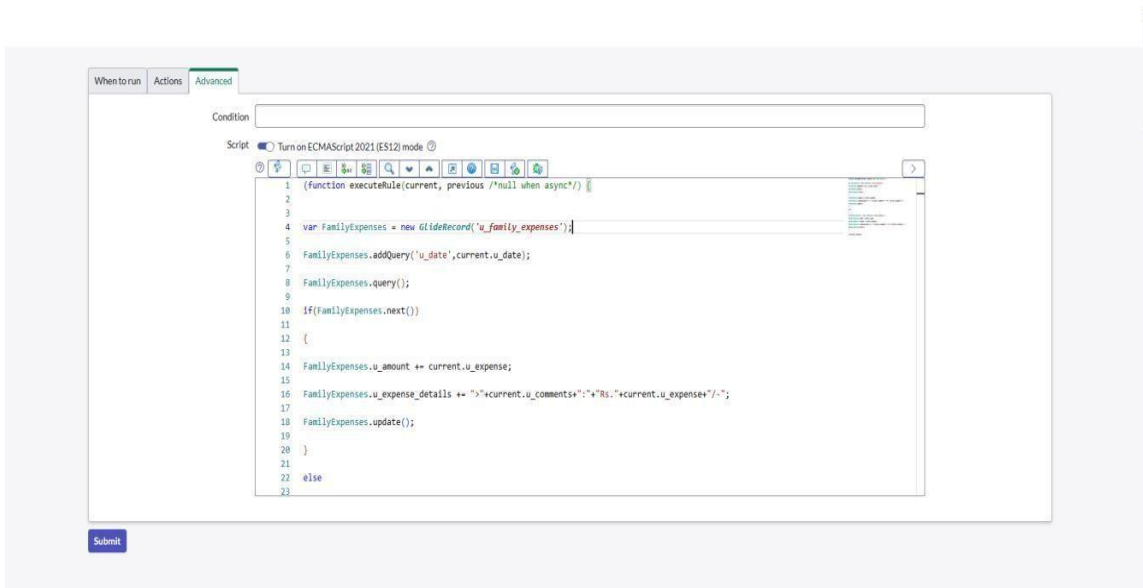 When to run Actions Advanced
Condition
Script Turn on ECMAScript 2021 (ES12) mode
1 (function executeRule(current, previous /*null when async*/) {
2
3
4 var FamilyExpenses = new GlideRecord('u_family_expenses');
5
6 FamilyExpenses.addQuery('u_date',current.u_date);
7
8 FamilyExpenses.query();
9
10 if(FamilyExpenses.next())
11
12 {
13
14 FamilyExpenses.u_amount += current.u_expense;
15
16 FamilyExpenses.u_expense_details += ">"+current.u_comments+":"+"Rs."+current.u_expense+"/-";
17
18 FamilyExpenses.update();
19
20 }
21
22 else
23
Submit